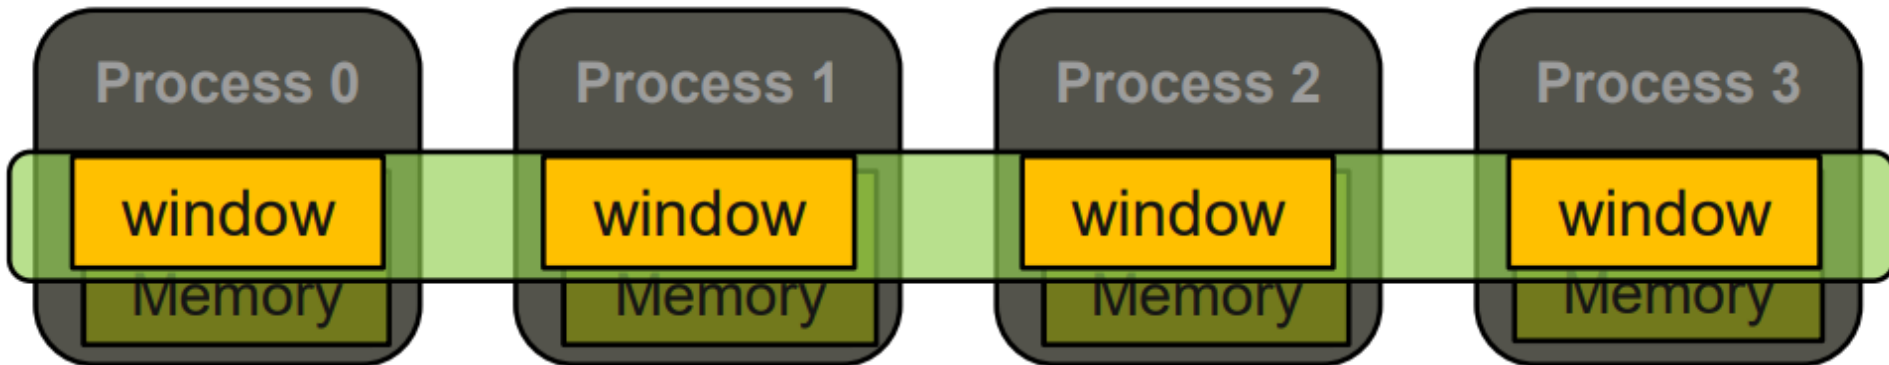 Process 0
Process 1
Process 2
Process 3
window
window
window
window
Memory
Memory
Memory
Memory